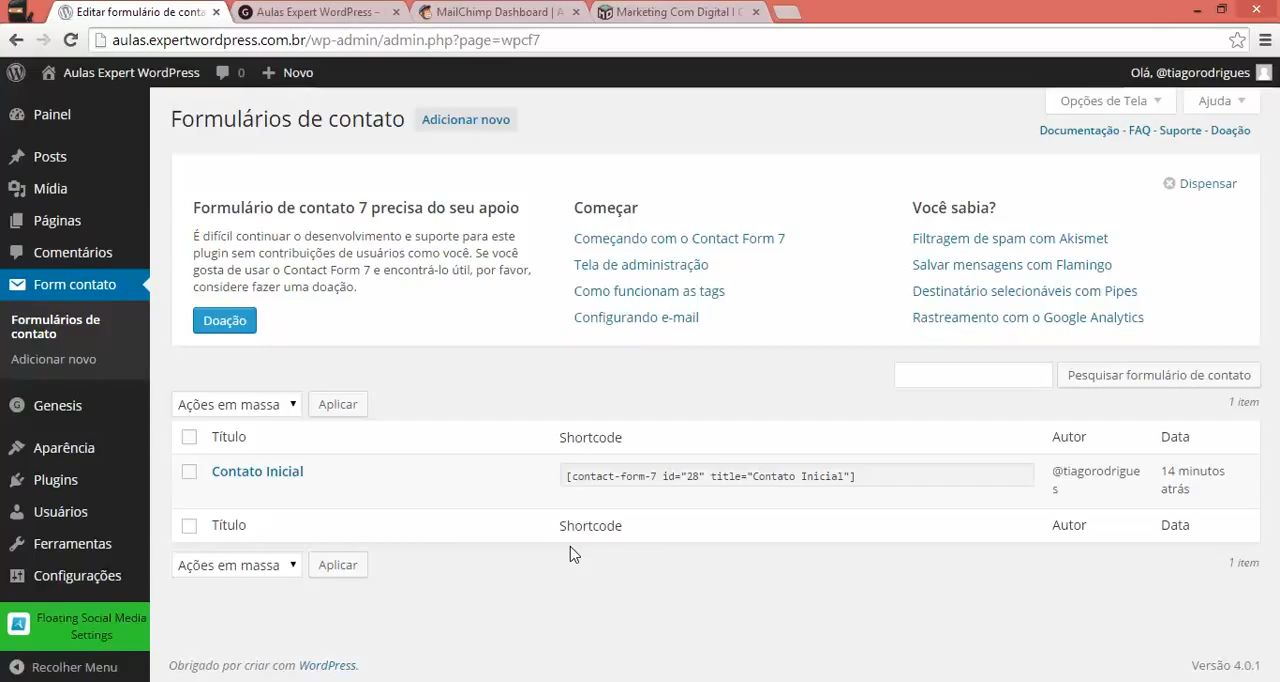 Editar formulário de conta
Aulas Expert WordPress –
MailChimp Dashboard | A
Marketing Com Digital | C
aulas.expertwordpress.com.br/wp-admin/admin.php?page=wpcf7
Aulas Expert WordPress
0
Novo
Olá, @tiagorodrigues
Painel
Posts
Mídia
Páginas
Comentários
Form contato
Formulários de
contato
Adicionar novo
Genesis
Aparência
Plugins
Usuários
Ferramentas
Configurações
Floating Social Media
Settings
Recolher Menu
Formulários de contato
Adicionar novo
Opções de Tela
Ajuda
Documentação - FAQ - Suporte - Doação
Dispensar
Formulário de contato 7 precisa do seu apoio
É difícil continuar o desenvolvimento e suporte para este
plugin sem contribuições de usuários como você. Se você
gosta de usar o Contact Form 7 e encontrá-lo útil, por favor,
considere fazer uma doação.
Doação
Começar
Começando com o Contact Form 7
Tela de administração
Como funcionam as tags
Configurando e-mail
Você sabia?
Filtragem de spam com Akismet
Salvar mensagens com Flamingo
Destinatário selecionáveis com Pipes
Rastreamento com o Google Analytics
Pesquisar formulário de contato
Ações em massa
Aplicar
1 item
Título
Shortcode
Autor
Data
Contato Inicial
[contact-form-7 id="28" title="Contato Inicial"]
@tiagorodrigue
s
14 minutos
atrás
Título
Shortcode
Autor
Data
Ações em massa
Aplicar
1 item
Obrigado por criar com WordPress.
Versão 4.0.1